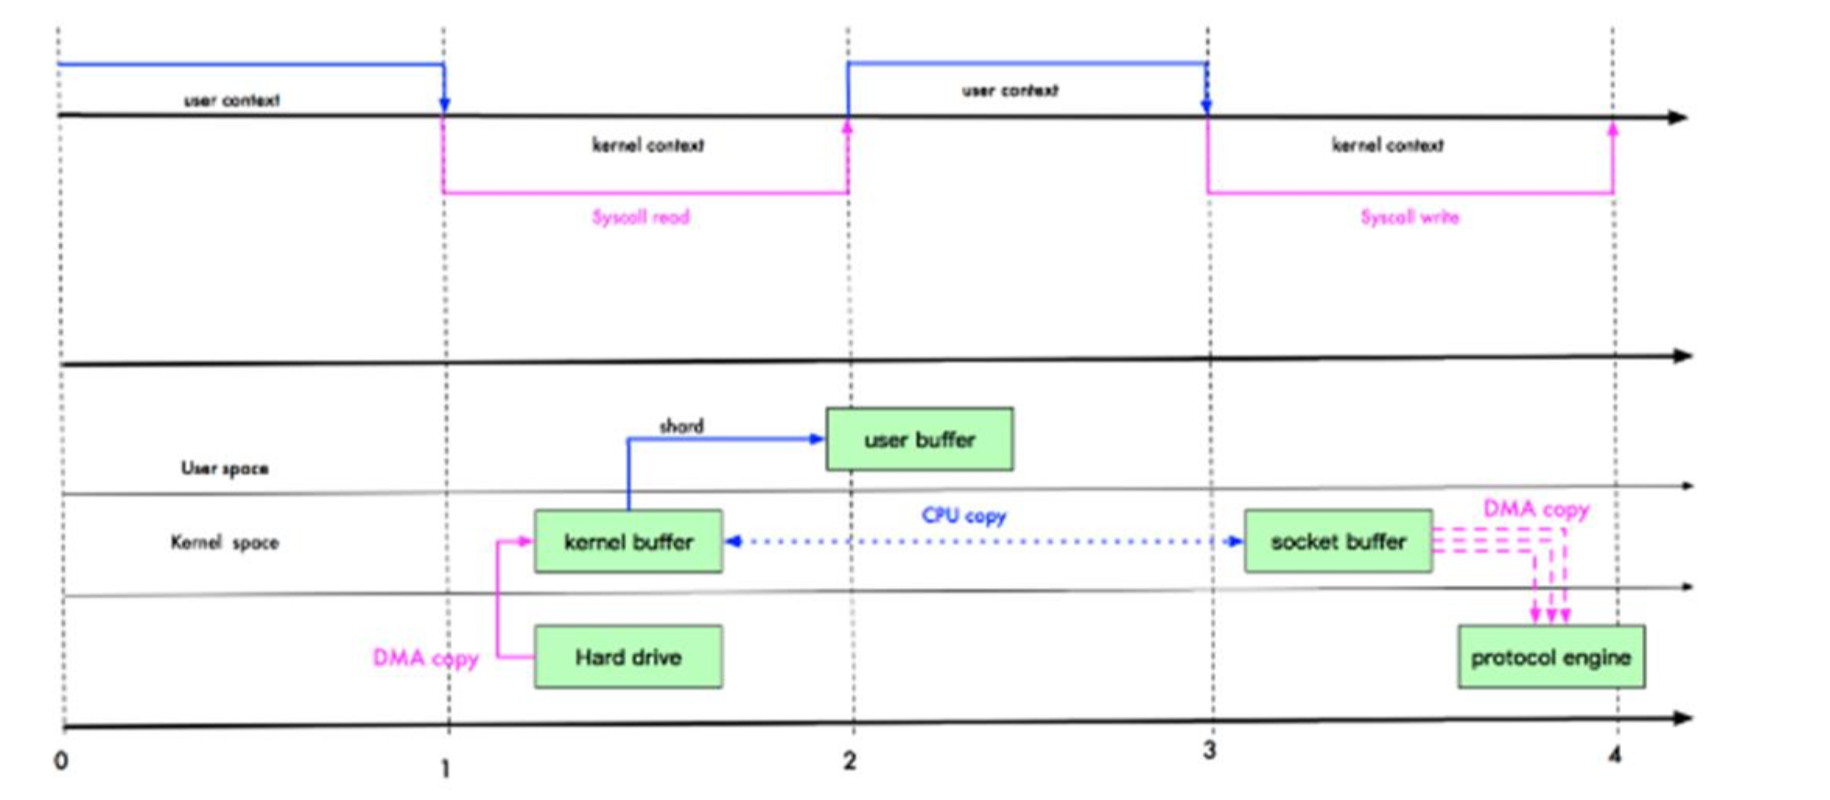 user context
user context
kernel context
kernel context
Syscall read
Syscall write
shard
user buffer
User space
CPU copy
DMA copy
Kernel space
kernel buffer
socket buffer
DMA copy
Hard drive
protocol engine
0
1
2
3
4